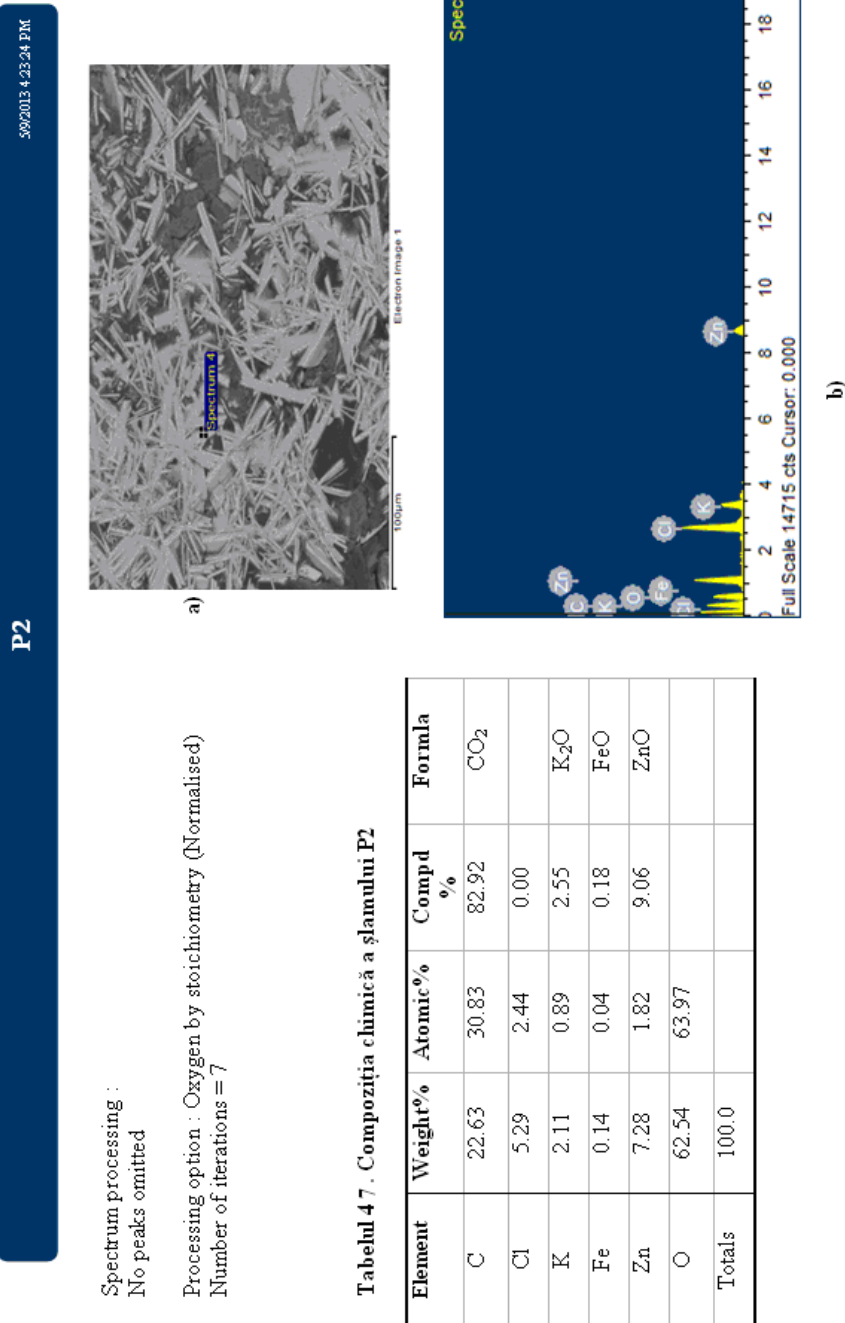 P2
5/9/2013 4:23:24 PM
Spectrum processing :
No peaks omitted
Processing option : Oxygen by stoichiometry (Normalised)
Number of iterations = 7
Tabelul 4 7. Compoziția chimică a șlamului P2
Element Weight% Atomic% Compd % Formla
C 22.63 30.83 82.92 CO2
Cl 5.29 2.44 0.00
K 2.11 0.89 2.55 K2O
Fe 0.14 0.04 0.18 FeO
Zn 7.28 1.82 9.06 ZnO
O 62.54 63.97
Totals 100.0
Spectrum 4
100µm
Electron Image 1
a)
Spec
Zn
C
K
O
Fe
Cl
Cl
K
Zn
0 2 4 6 8 10 12 14 16 18
Full Scale 14715 cts Cursor: 0.000
b)